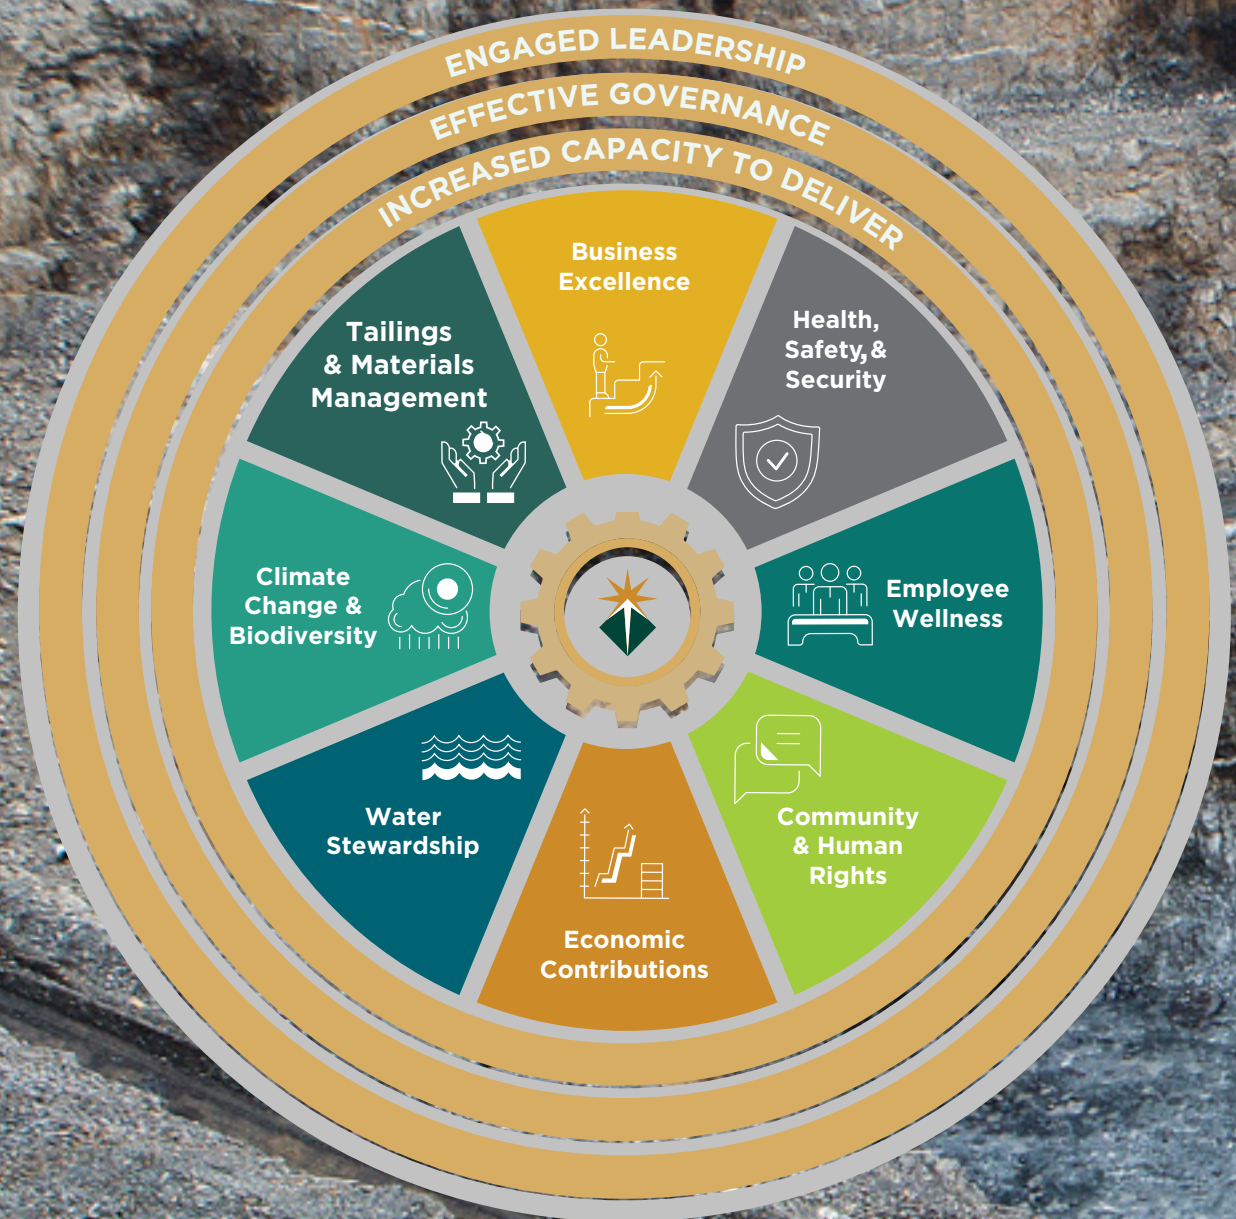 ENGAGED LEADERSHIP
EFFECTIVE GOVERNANCE
INCREASED CAPACITY TO DELIVER
Business
Excellence
Health,
Safety, &
Security
Employee
Wellness
Community
& Human
Rights
Economic
Contributions
Water
Stewardship
Climate
Change &
Biodiversity
Tailings
& Materials
Management